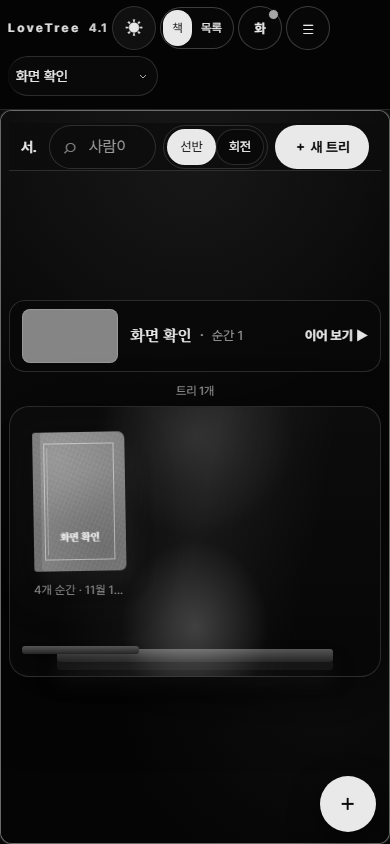 LoveTree 4.1 책 목록 화 ☰
화면 확인
서. 사람이 선반 회전 + 새 트리
화면 확인 · 순간 1 이어 보기 ▶
트리 1개
화면 확인
4개 순간 · 11월 1...
+